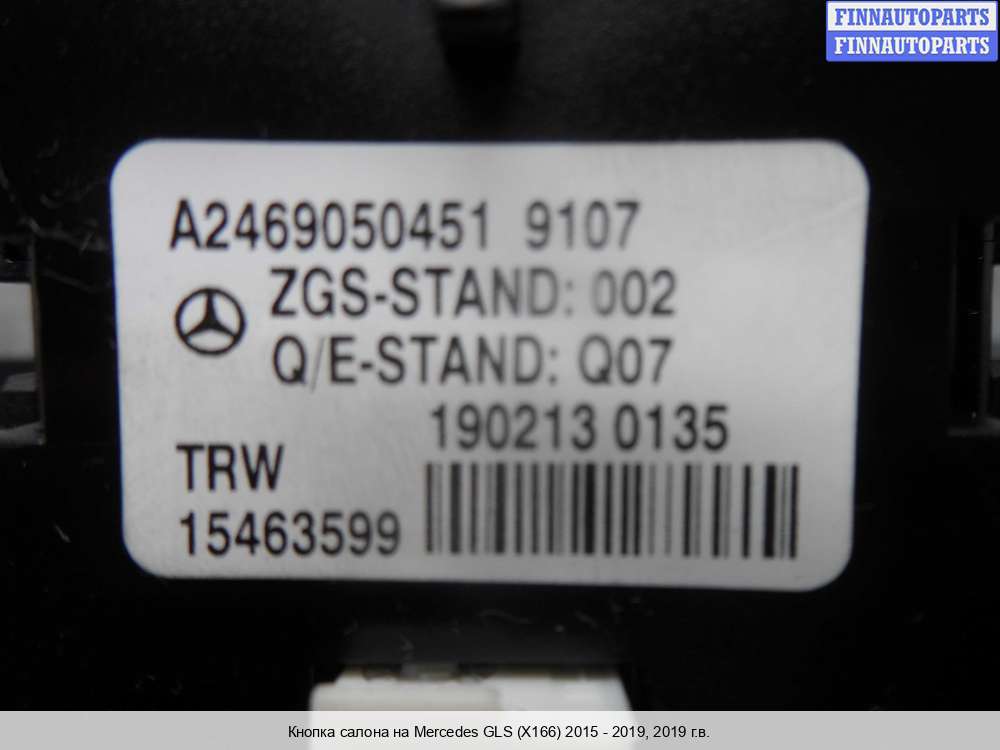 FINNAUTOPARTS
FINNAUTOPARTS
A2469050451 9107
ZGS-STAND: 002
Q/E-STAND: Q07
190213 0135
TRW
15463599
Кнопка салона на Mercedes GLS (X166) 2015 - 2019, 2019 г.в.